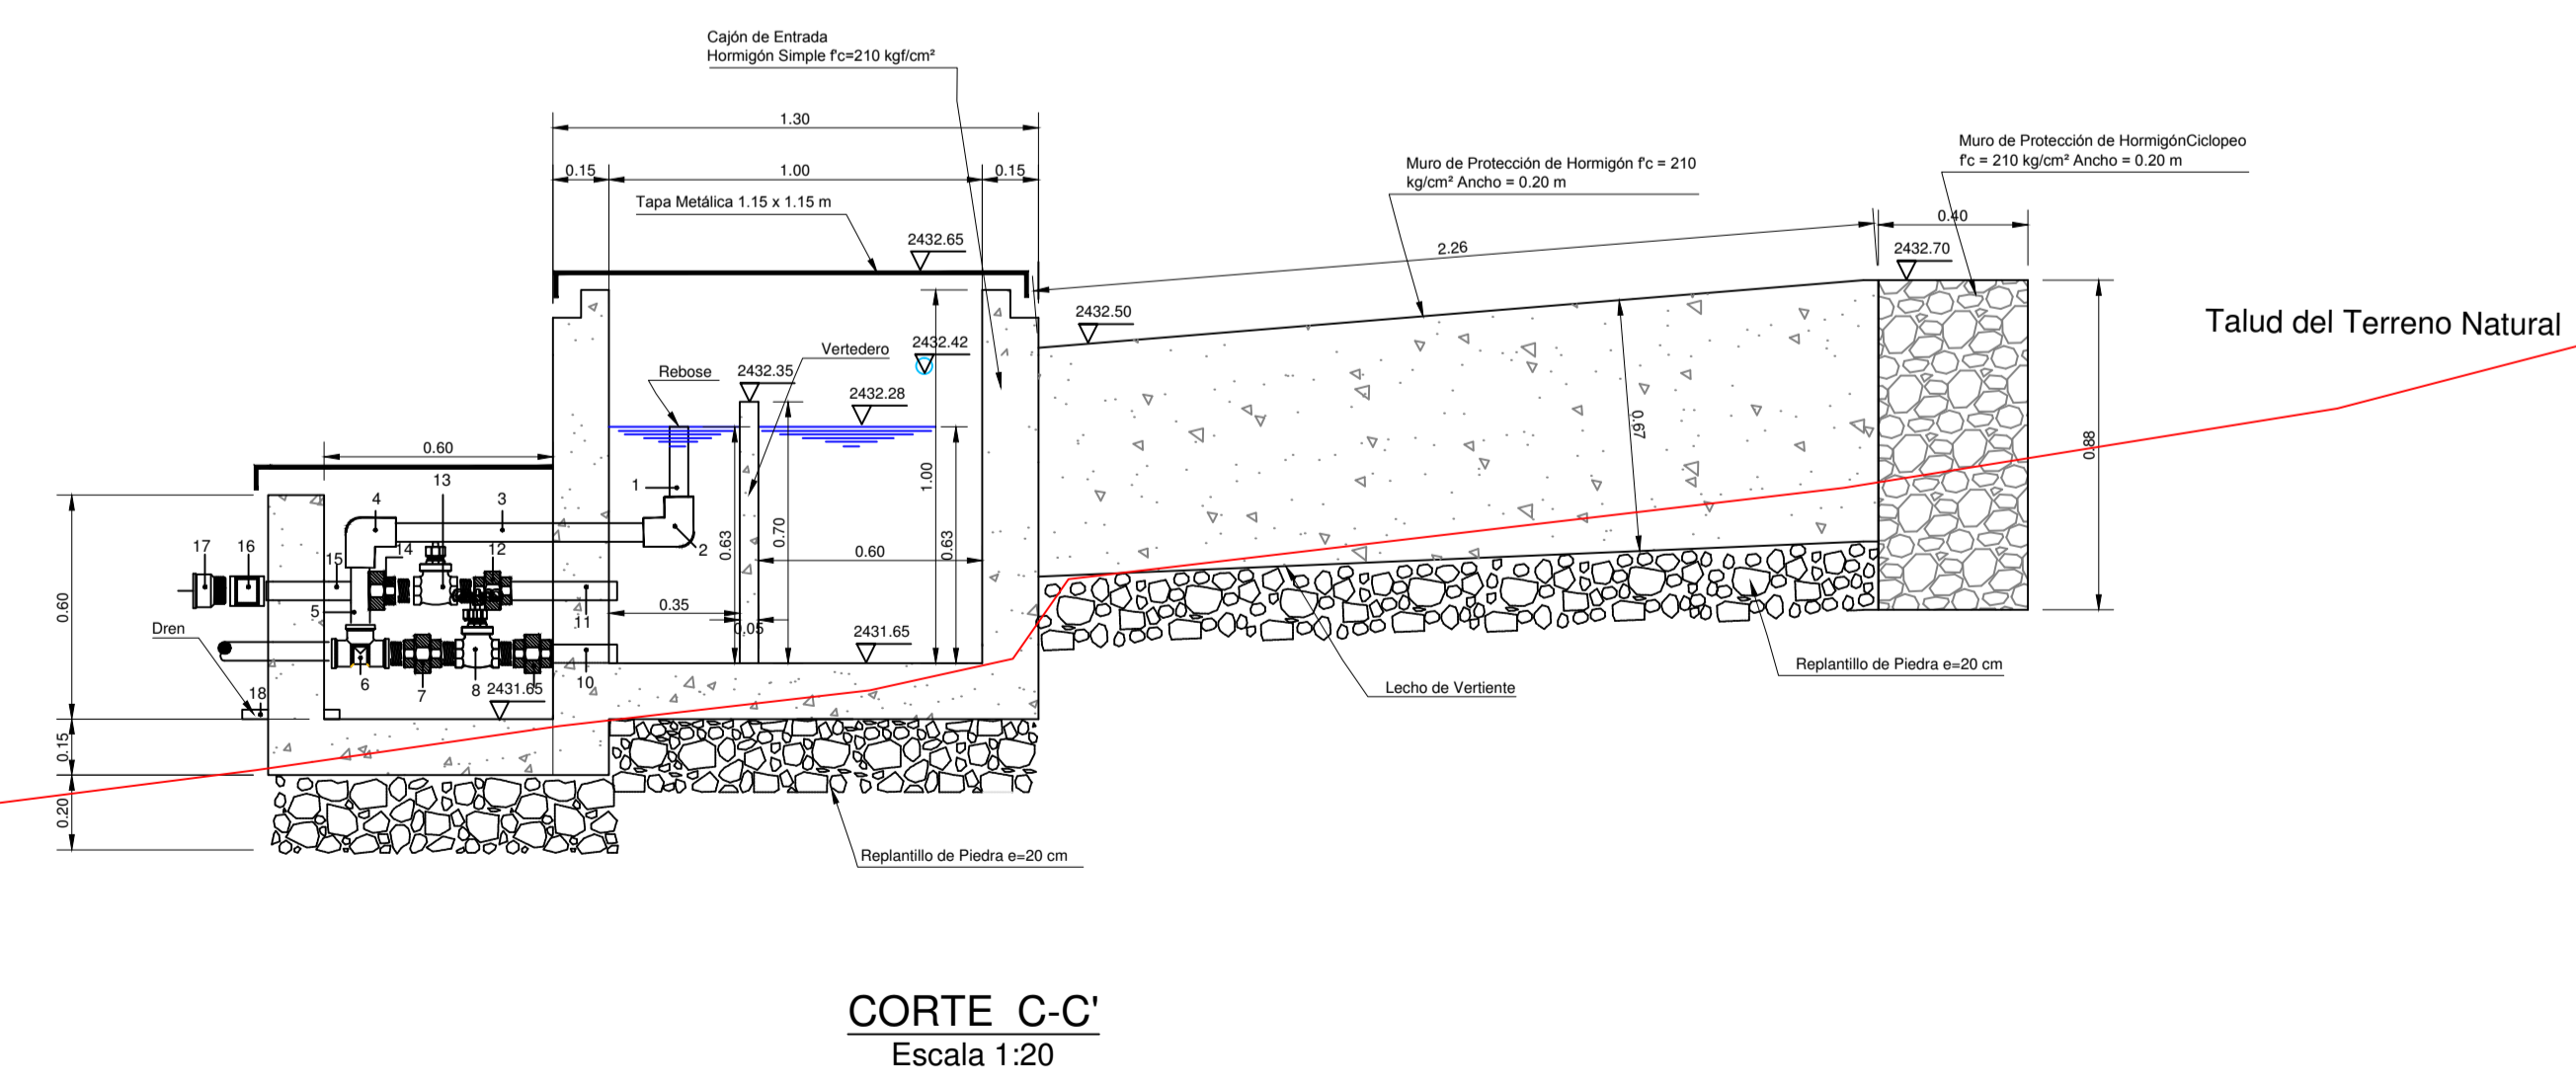 Cajón de Entrada
Hormigón Simple f'c=210 kgf/cm²
1.30
0.15
1.00
0.15
Tapa Metálica 1.15 x 1.15 m
2432.65
Muro de Protección de Hormigón f'c = 210
kg/cm² Ancho = 0.20 m
Muro de Protección de HormigónCiclopeo
f'c = 210 kg/cm² Ancho = 0.20 m
0.40
2.26
2432.70
2432.50
Talud del Terreno Natural
2432.42
Vertedero
Rebose
2432.35
2432.28
0.60
13
4
3
1
2
0.63
0.70
1.00
0.63
0.60
0.67
0.88
17
16
15
14
12
5
11
0.35
0.05
0.60
Dren
2431.65
18
6
7
8
2431.65
10
Lecho de Vertiente
Replantillo de Piedra e=20 cm
0.15
0.20
Replantillo de Piedra e=20 cm
CORTE C-C'
Escala 1:20